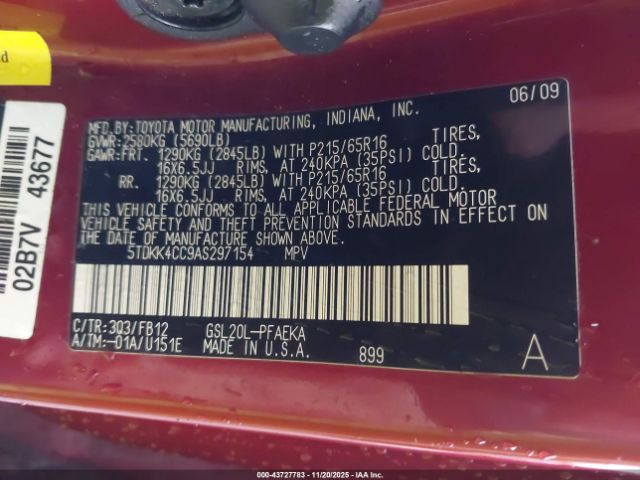 d
02B7V 43677
06/09
MFD.BY: TOYOTA MOTOR MANUFACTURING, INDIANA, INC.
GVWR: 2580KG (5690LB)
GAWR: FRT. 1290KG (2845LB) WITH P215/65R16 TIRES,
16X6.5JJ RIMS, AT 240KPA (35PSI) COLD.
RR. 1290KG (2845LB) WITH P215/65R16 TIRES,
16X6.5JJ RIMS, AT 240KPA (35PSI) COLD.
THIS VEHICLE CONFORMS TO ALL APPLICABLE FEDERAL MOTOR
VEHICLE SAFETY AND THEFT PREVENTION STANDARDS IN EFFECT ON
THE DATE OF MANUFACTURE SHOWN ABOVE.
5TDKK4CC9AS297154 MPV
C/TR: 3Q3/FB12 GSL20L-PFAEKA
A/TM:-01A/U151E MADE IN U.S.A. 899 A
000-43727783 - 11/20/2025 - IAA Inc.